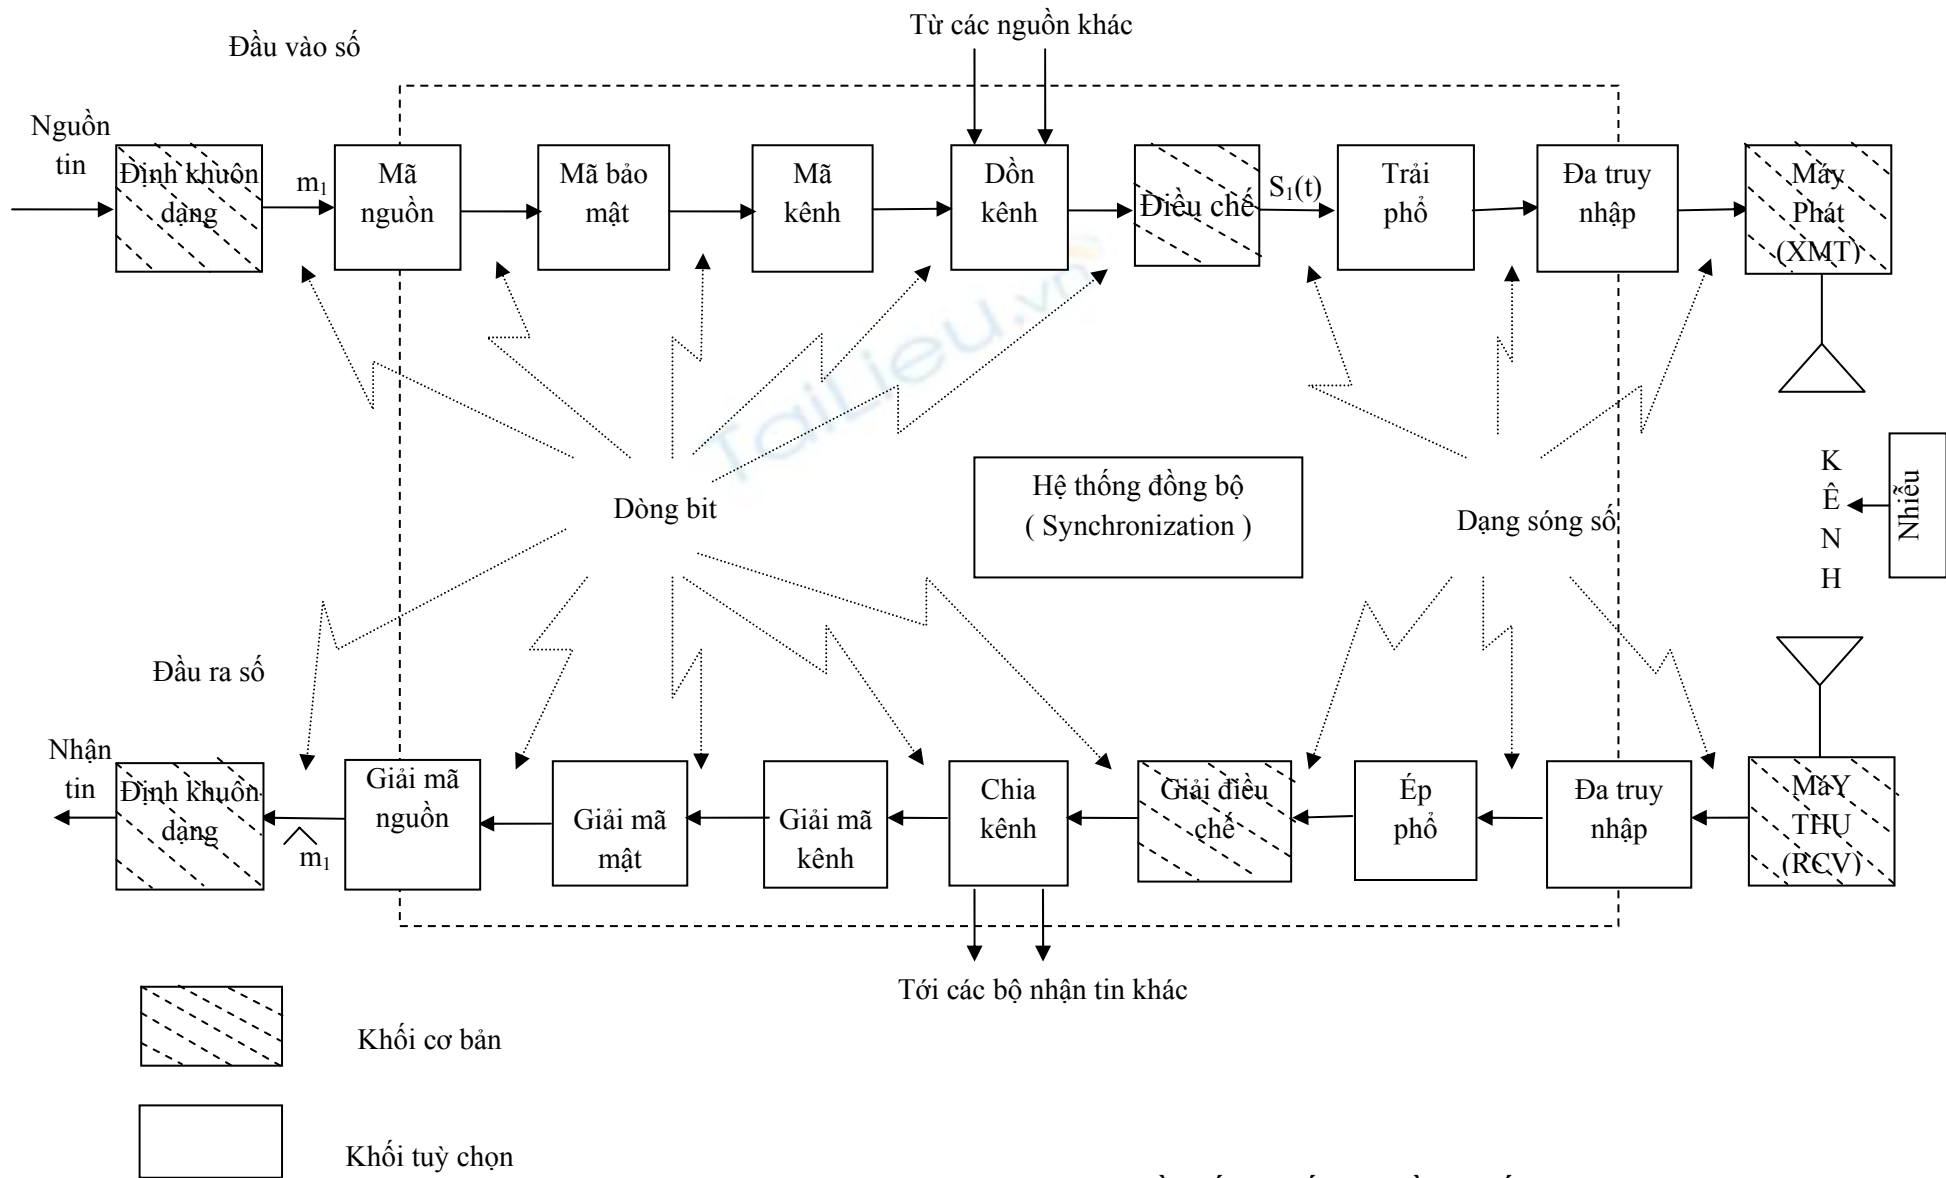 Từ các nguồn khác
Đầu vào số
Nguồn
tin
Định khuôn
dạng
m1
Mã
nguồn
Mã bảo
mật
Mã
kênh
Dồn
kênh
Điều chế
S1(t)
Trải
phổ
Đa truy
nhập
Máy
Phát
(XMT)
TaiLieu.vn
Dòng bit
Hệ thống đồng bộ
( Synchronization )
Dạng sóng số
K
Ê
N
H
Nhiễu
Đầu ra số
Nhận
tin
Định khuôn
dạng
m1
Giải mã
nguồn
Giải mã
mật
Giải mã
kênh
Chia
kênh
Giải điều
chế
Ép
phổ
Đa truy
nhập
MáY
THU
(RCV)
Tới các bộ nhận tin khác
Khối cơ bản
Khối tuỳ chọn